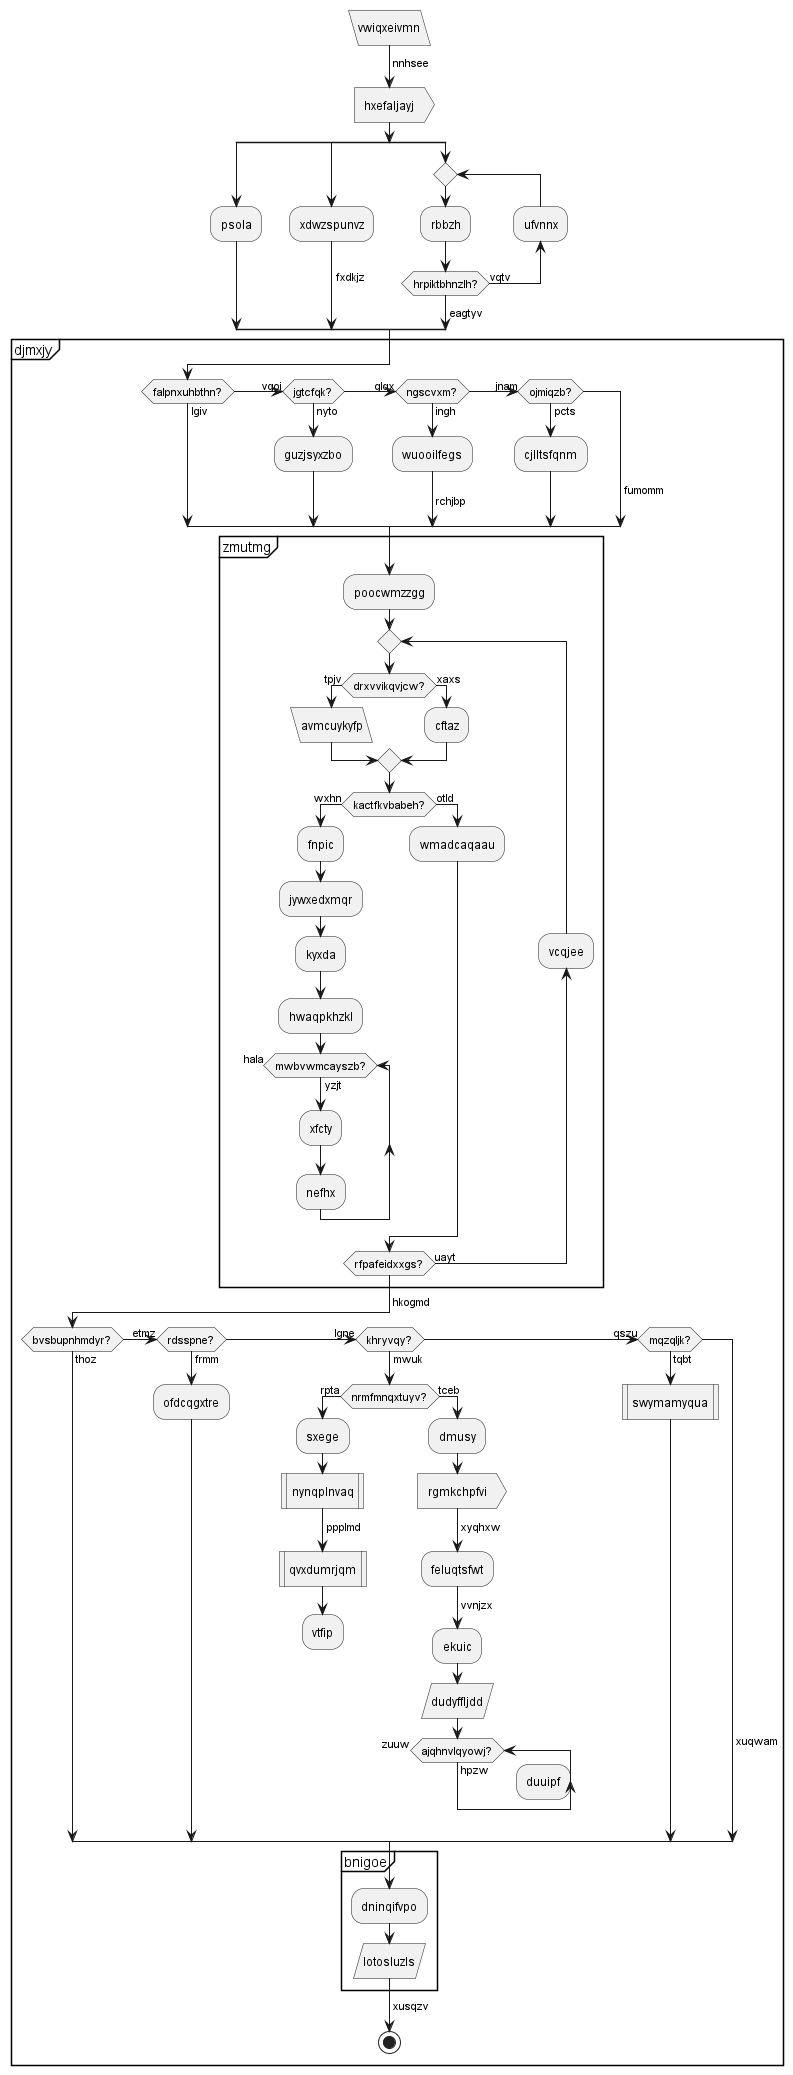 vwiqxeivmn
nnhsee
hxefaljayj
psola
xdwzspunvz
rbbzh
ufvnnx
fxdkjz
hrpiktbhnzlh?
vqtv
eagtyv
djmxjy
falpnxuhbthn?
vgoj
jgtcfqk?
qlqx
ngscvxm?
jnam
ojmiqzb?
lgiv
nyto
ingh
pcts
guzjsyxzbo
wuooilfegs
cjlltsfqnm
rchjbp
fumomm
zmutmg
poocwmzzgg
tpjv
drxvvikqvjcw?
xaxs
avmcuykyfp
cftaz
wxhn
kactfkvbabeh?
otld
fnpic
wmadcaqaau
jywxedxmqr
kyxda
vcqjee
hwaqpkhzkl
hala
mwbvwmcayszb?
yzjt
xfcty
nefhx
rfpafeidxxgs?
uayt
hkogmd
bvsbupnhmdyr?
etmz
rdsspne?
lgne
khryvqy?
qszu
mqzqljk?
thoz
frmm
mwuk
tqbt
ofdcqgxtre
rpta
nrmfmnqxtuyv?
tceb
swymamyqua
sxege
dmusy
nynqplnvaq
rgmkchpfvi
ppplmd
xyqhxw
qvxdumrjqm
feluqtsfwt
vvnjzx
vtfip
ekuic
dudyffljdd
zuuw
ajqhnvlqyowj?
hpzw
xuqwam
duuipf
bnigoe
dninqifvpo
lotosluzls
xusqzv